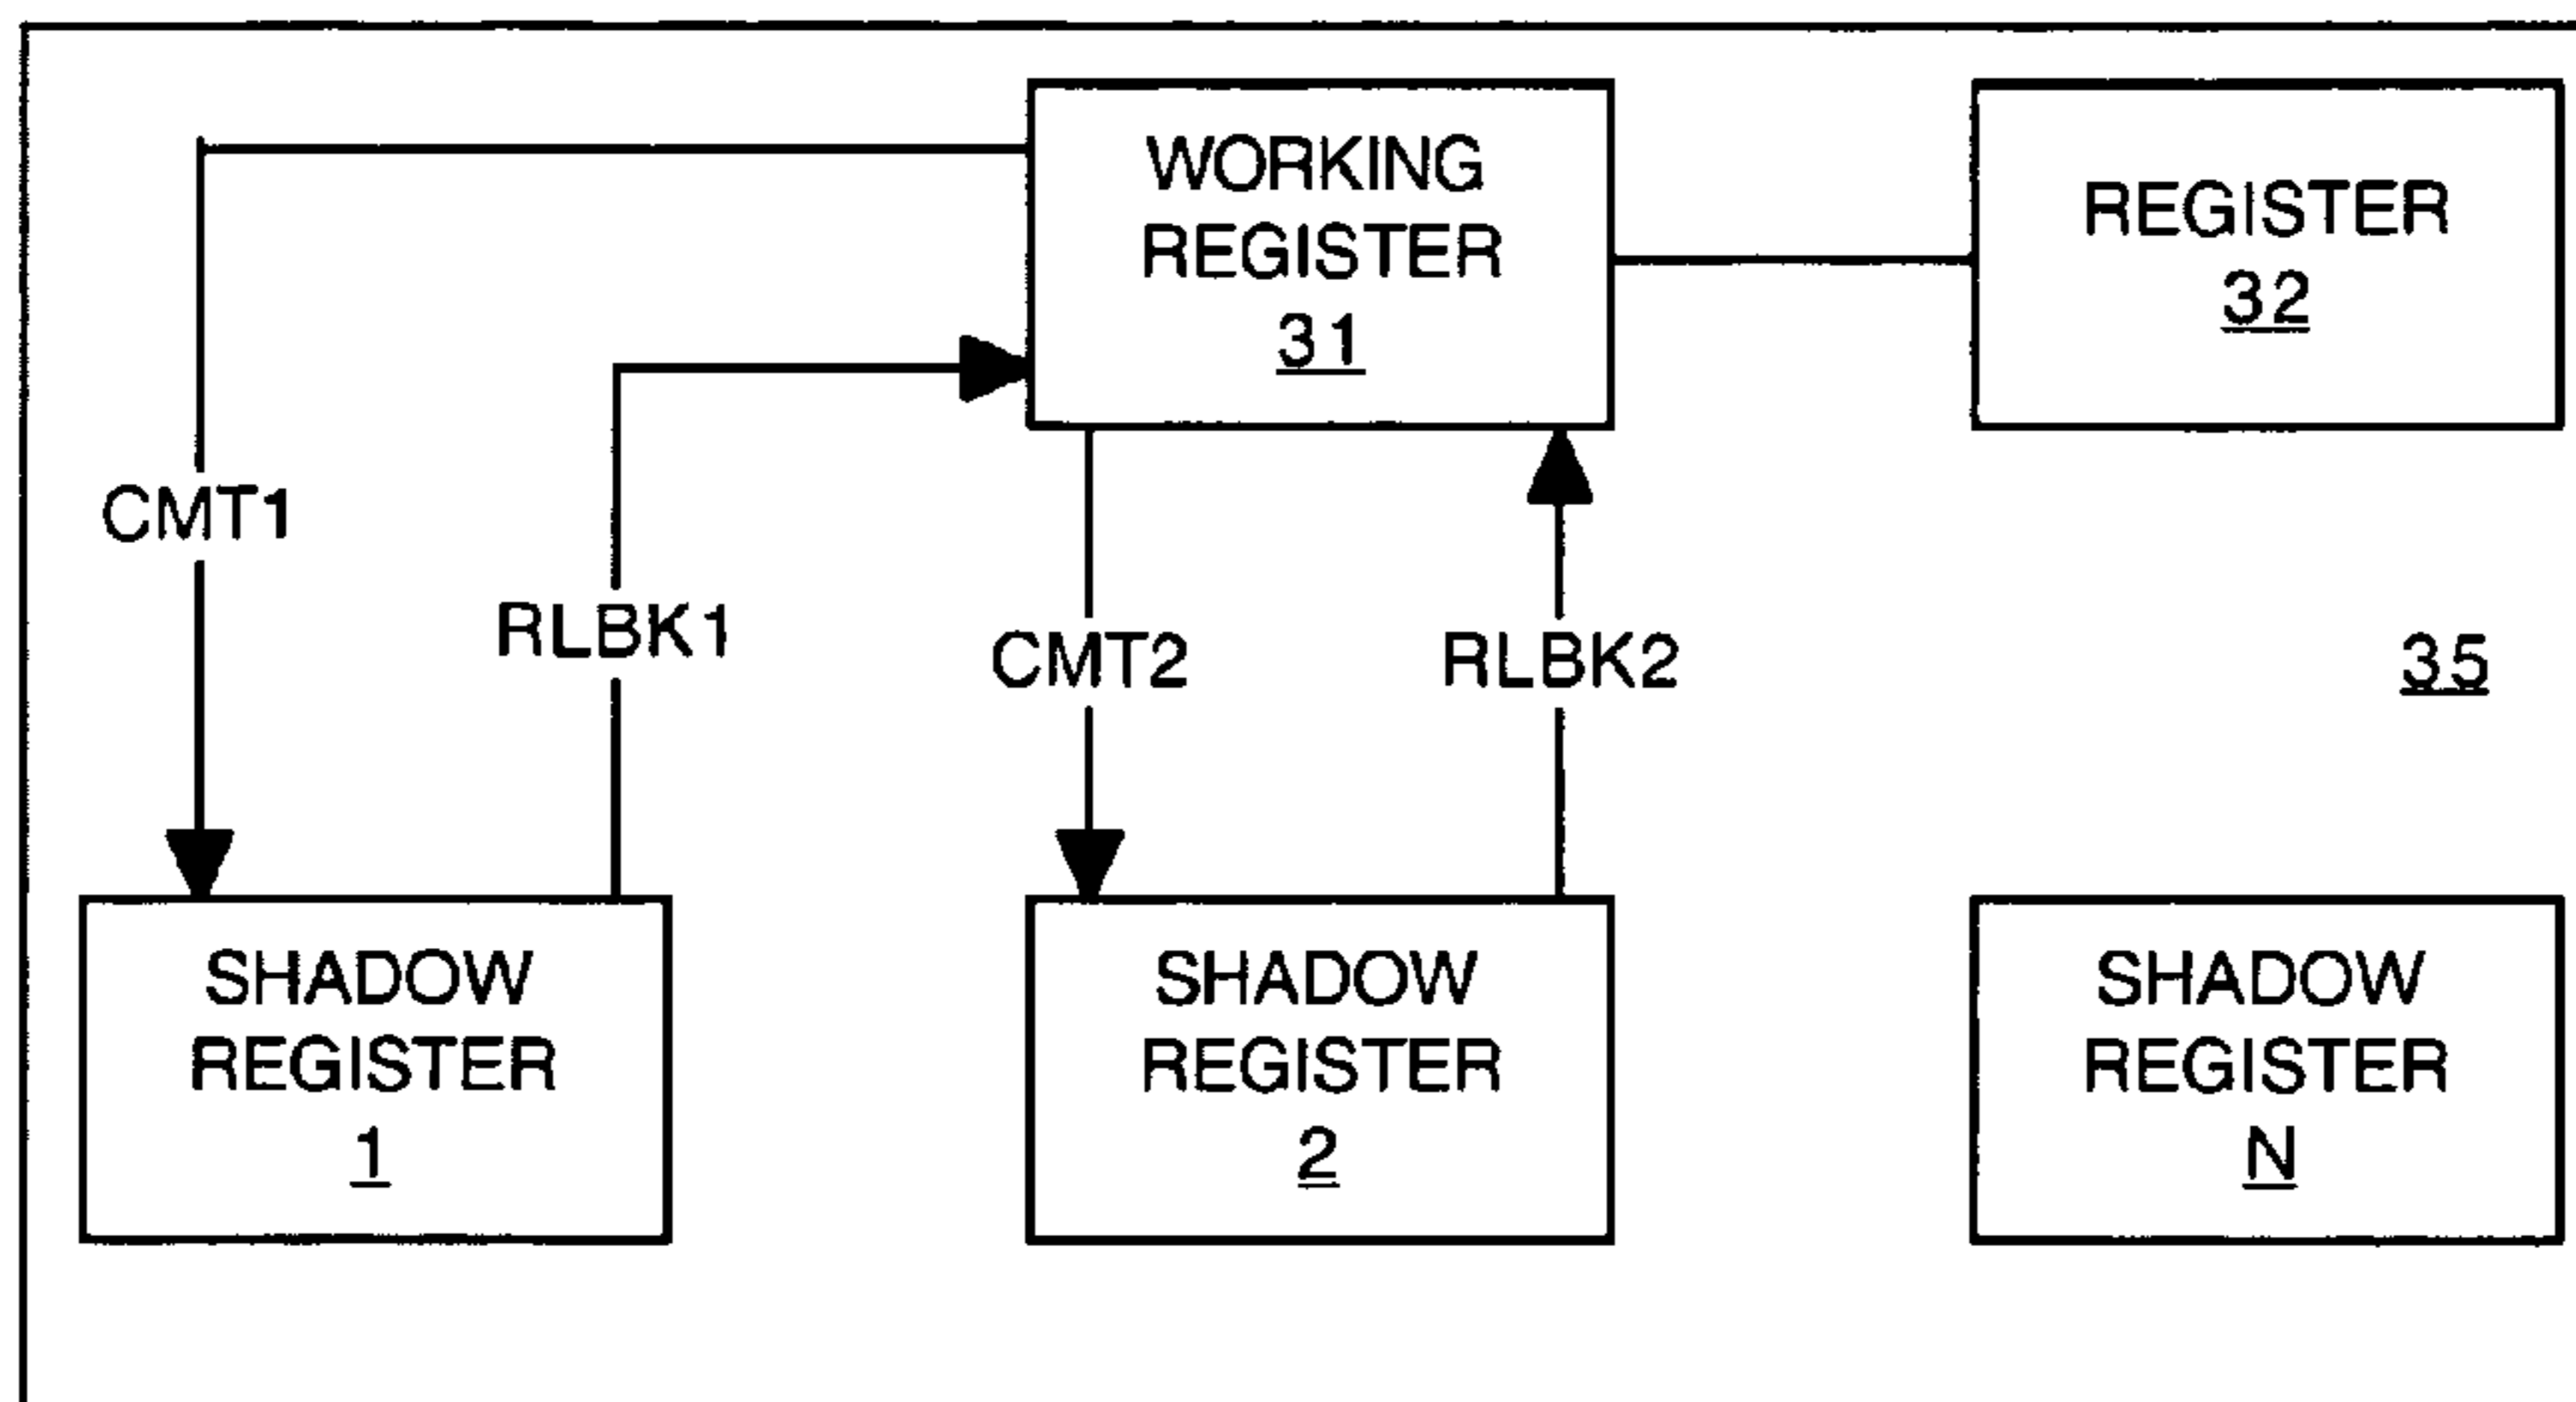 WORKING
REGISTER
31
REGISTER
32
CMT1
RLBK1
CMT2
RLBK2
35
SHADOW
REGISTER
1
SHADOW
REGISTER
2
SHADOW
REGISTER
N